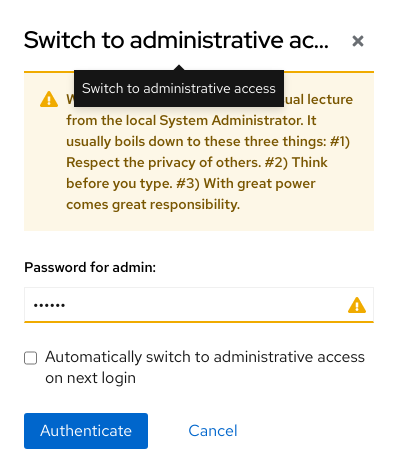 Switch to administrative ac...
Switch to administrative access
ual lecture
from the local System Administrator. It
usually boils down to these three things: #1)
Respect the privacy of others. #2) Think
before you type. #3) With great power
comes great responsibility.
Password for admin:
••••••
Automatically switch to administrative access
on next login
Authenticate
Cancel